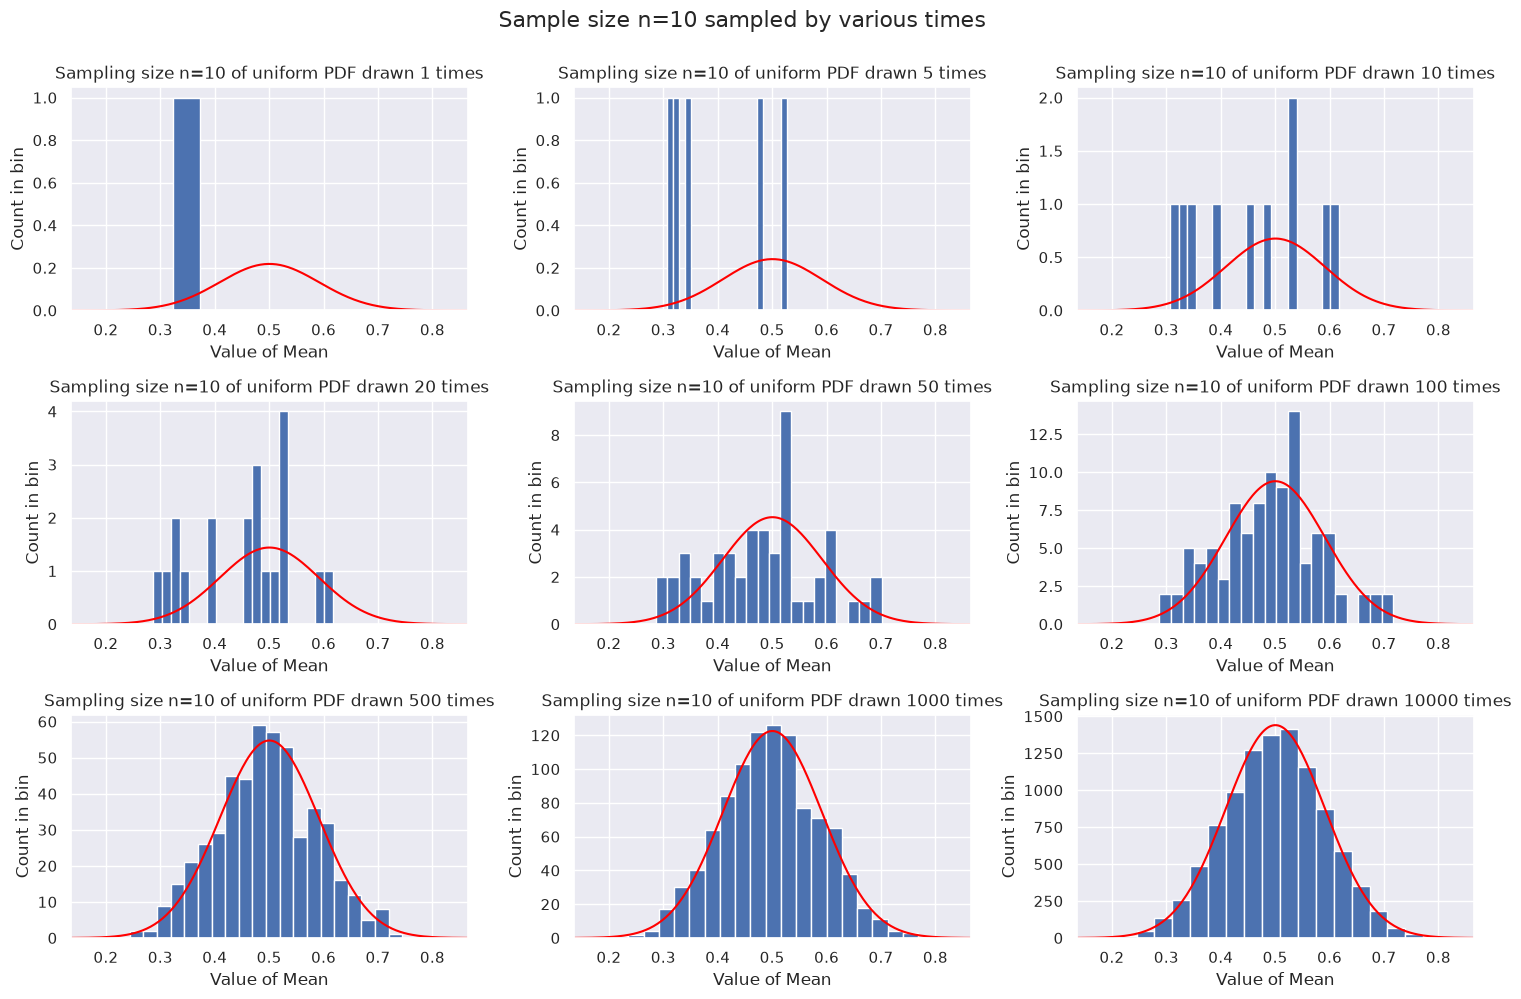 Sample size n=10 sampled by various times
Sampling size n=10 of uniform PDF drawn 1 times
Count in bin
1.0
0.8
0.6
0.4
0.2
0.0
0.2 0.3 0.4 0.5 0.6 0.7 0.8
Value of Mean
Sampling size n=10 of uniform PDF drawn 5 times
Count in bin
1.0
0.8
0.6
0.4
0.2
0.0
0.2 0.3 0.4 0.5 0.6 0.7 0.8
Value of Mean
Sampling size n=10 of uniform PDF drawn 10 times
Count in bin
2.0
1.5
1.0
0.5
0.0
0.2 0.3 0.4 0.5 0.6 0.7 0.8
Value of Mean
Sampling size n=10 of uniform PDF drawn 20 times
Count in bin
4
3
2
1
0
0.2 0.3 0.4 0.5 0.6 0.7 0.8
Value of Mean
Sampling size n=10 of uniform PDF drawn 50 times
Count in bin
8
6
4
2
0
0.2 0.3 0.4 0.5 0.6 0.7 0.8
Value of Mean
Sampling size n=10 of uniform PDF drawn 100 times
Count in bin
12.5
10.0
7.5
5.0
2.5
0.0
0.2 0.3 0.4 0.5 0.6 0.7 0.8
Value of Mean
Sampling size n=10 of uniform PDF drawn 500 times
Count in bin
60
50
40
30
20
10
0
0.2 0.3 0.4 0.5 0.6 0.7 0.8
Value of Mean
Sampling size n=10 of uniform PDF drawn 1000 times
Count in bin
120
100
80
60
40
20
0
0.2 0.3 0.4 0.5 0.6 0.7 0.8
Value of Mean
Sampling size n=10 of uniform PDF drawn 10000 times
Count in bin
1500
1250
1000
750
500
250
0
0.2 0.3 0.4 0.5 0.6 0.7 0.8
Value of Mean